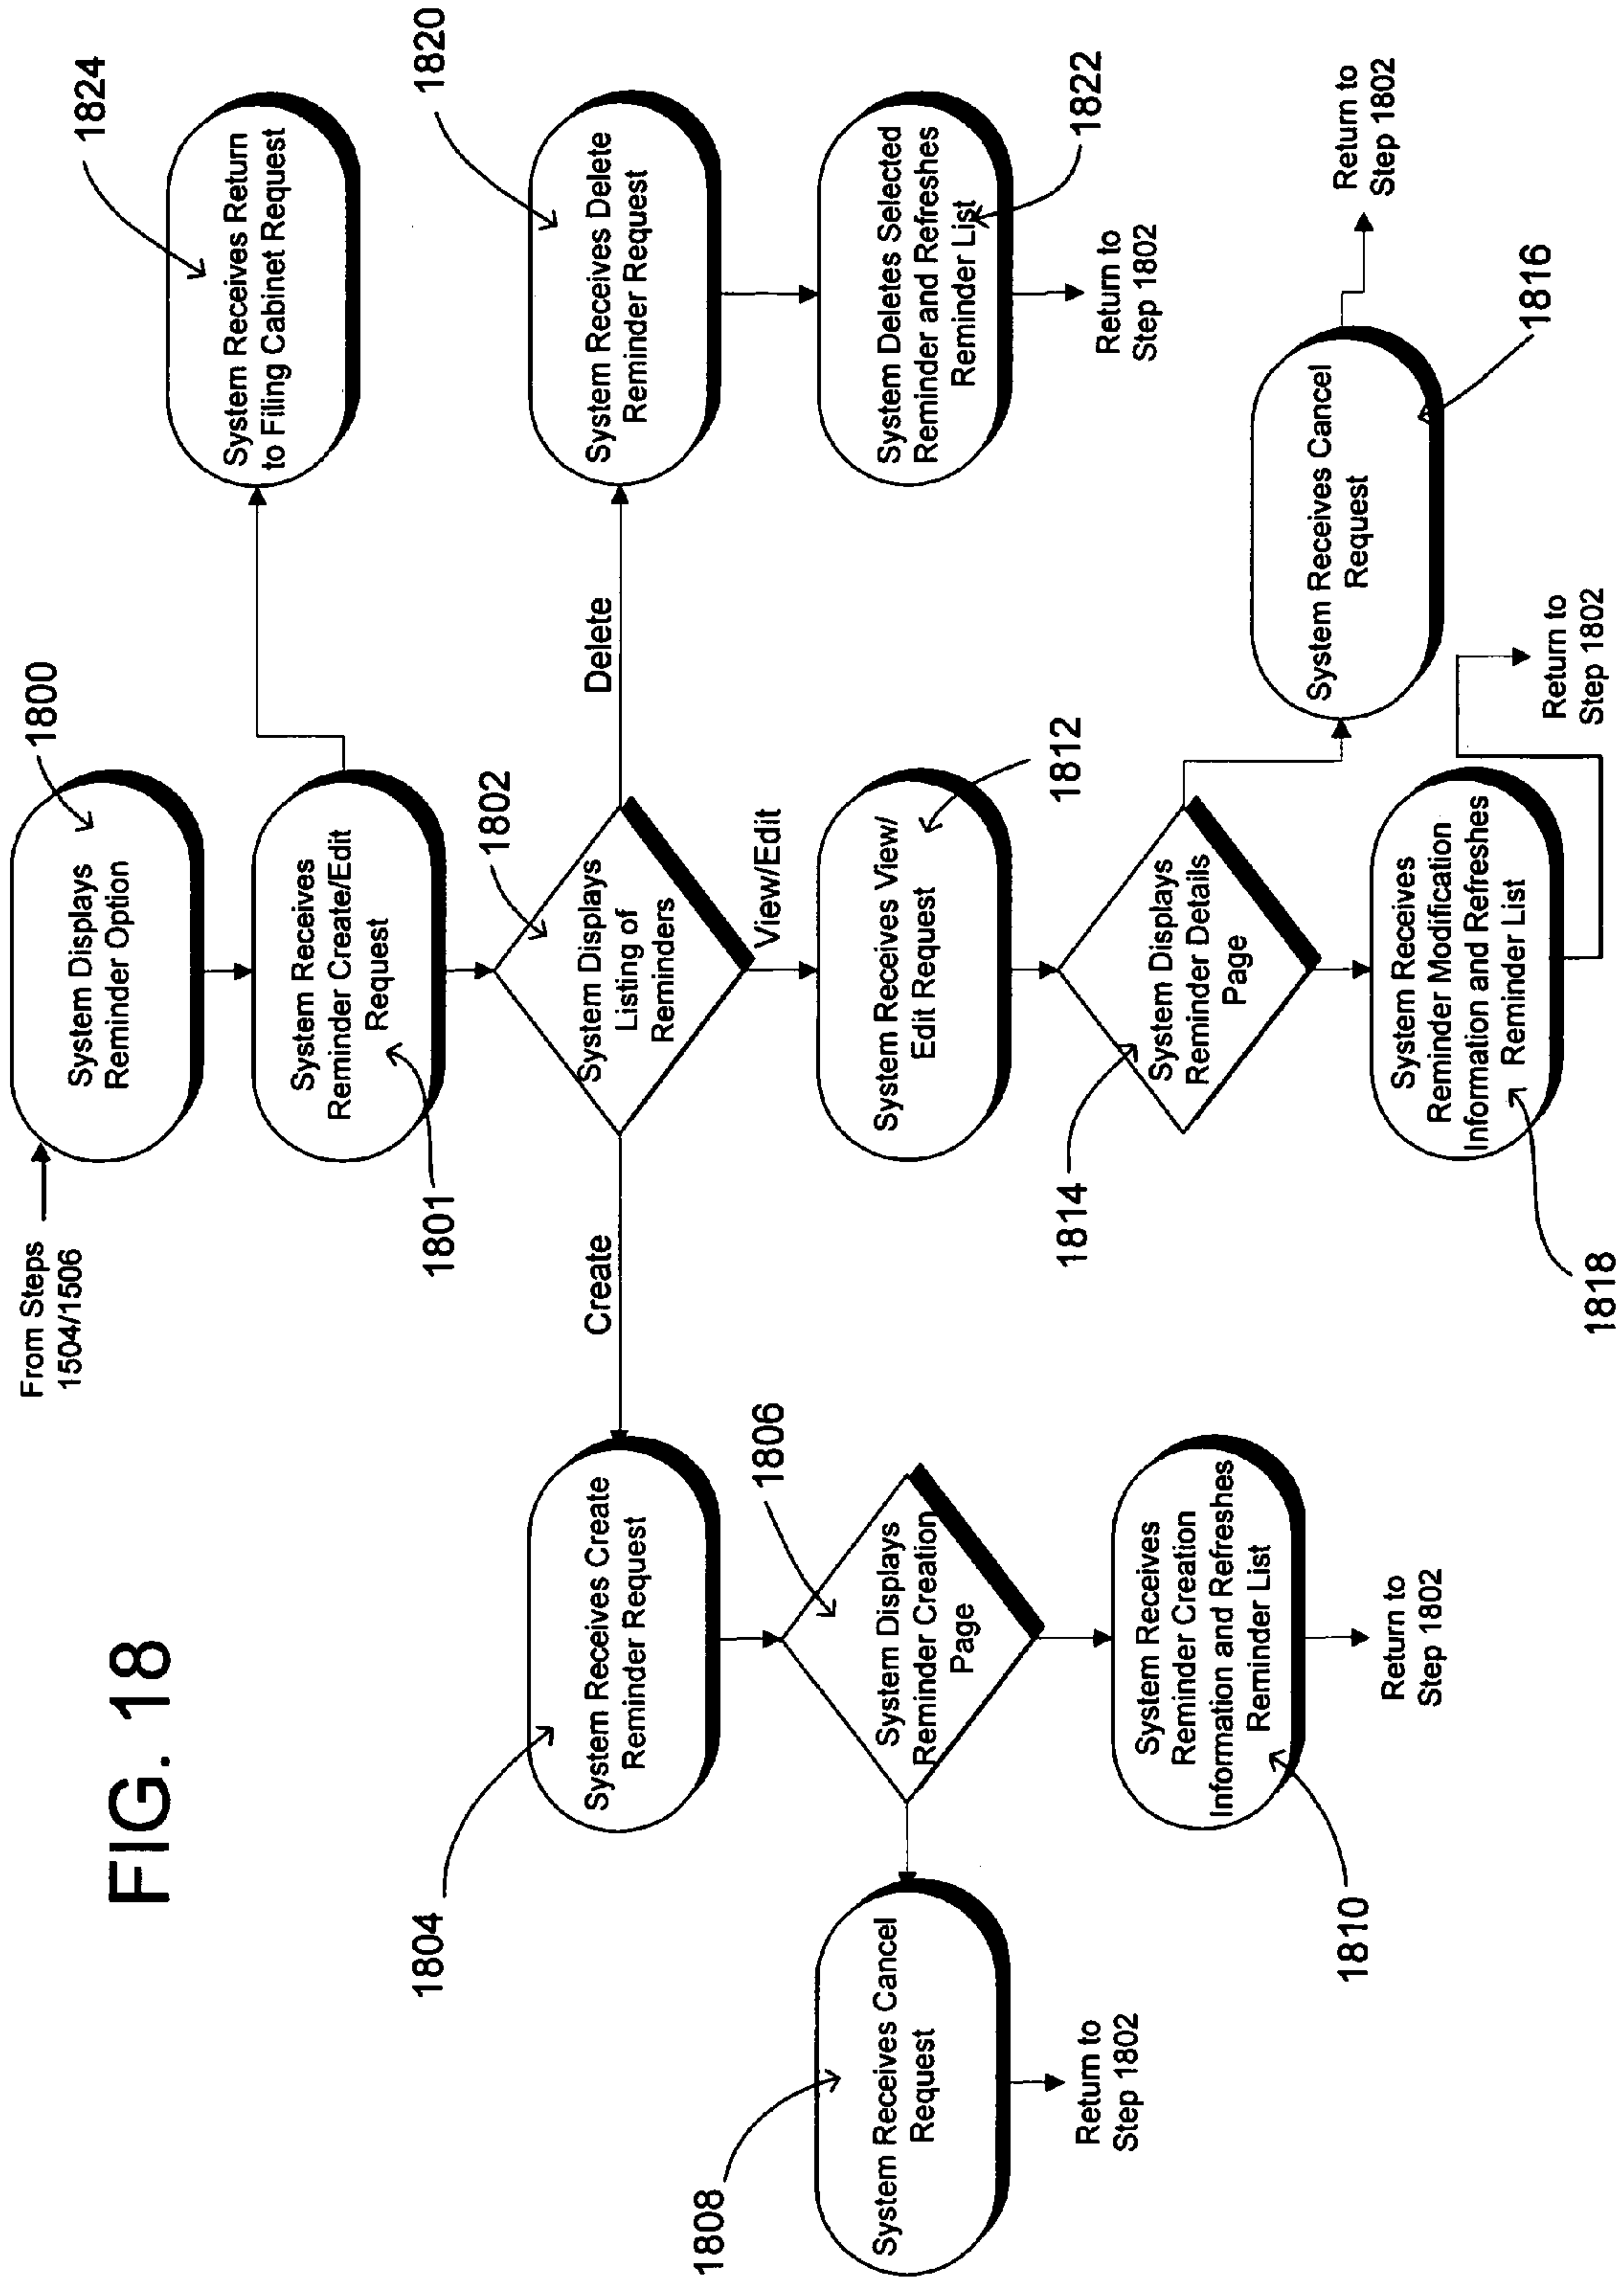 FIG. 18
From Steps
1504/1506
1800
System Displays
Reminder Option
1801
System Receives
Reminder Create/Edit
Request
1824
System Receives Return
to Filing Cabinet Request
1802
System Displays
Listing of
Reminders
Create
Delete
View/Edit
1804
System Receives Create
Reminder Request
1806
System Displays
Reminder Creation
Page
1808
System Receives Cancel
Request
Return to
Step 1802
1810
System Receives
Reminder Creation
Information and Refreshes
Reminder List
Return to
Step 1802
1812
System Receives View/
Edit Request
1814
System Displays
Reminder Details
Page
1816
System Receives Cancel
Request
Return to
Step 1802
1818
System Receives
Reminder Modification
Information and Refreshes
Reminder List
Return to
Step 1802
1820
System Receives Delete
Reminder Request
1822
System Deletes Selected
Reminder and Refreshes
Reminder List
Return to
Step 1802